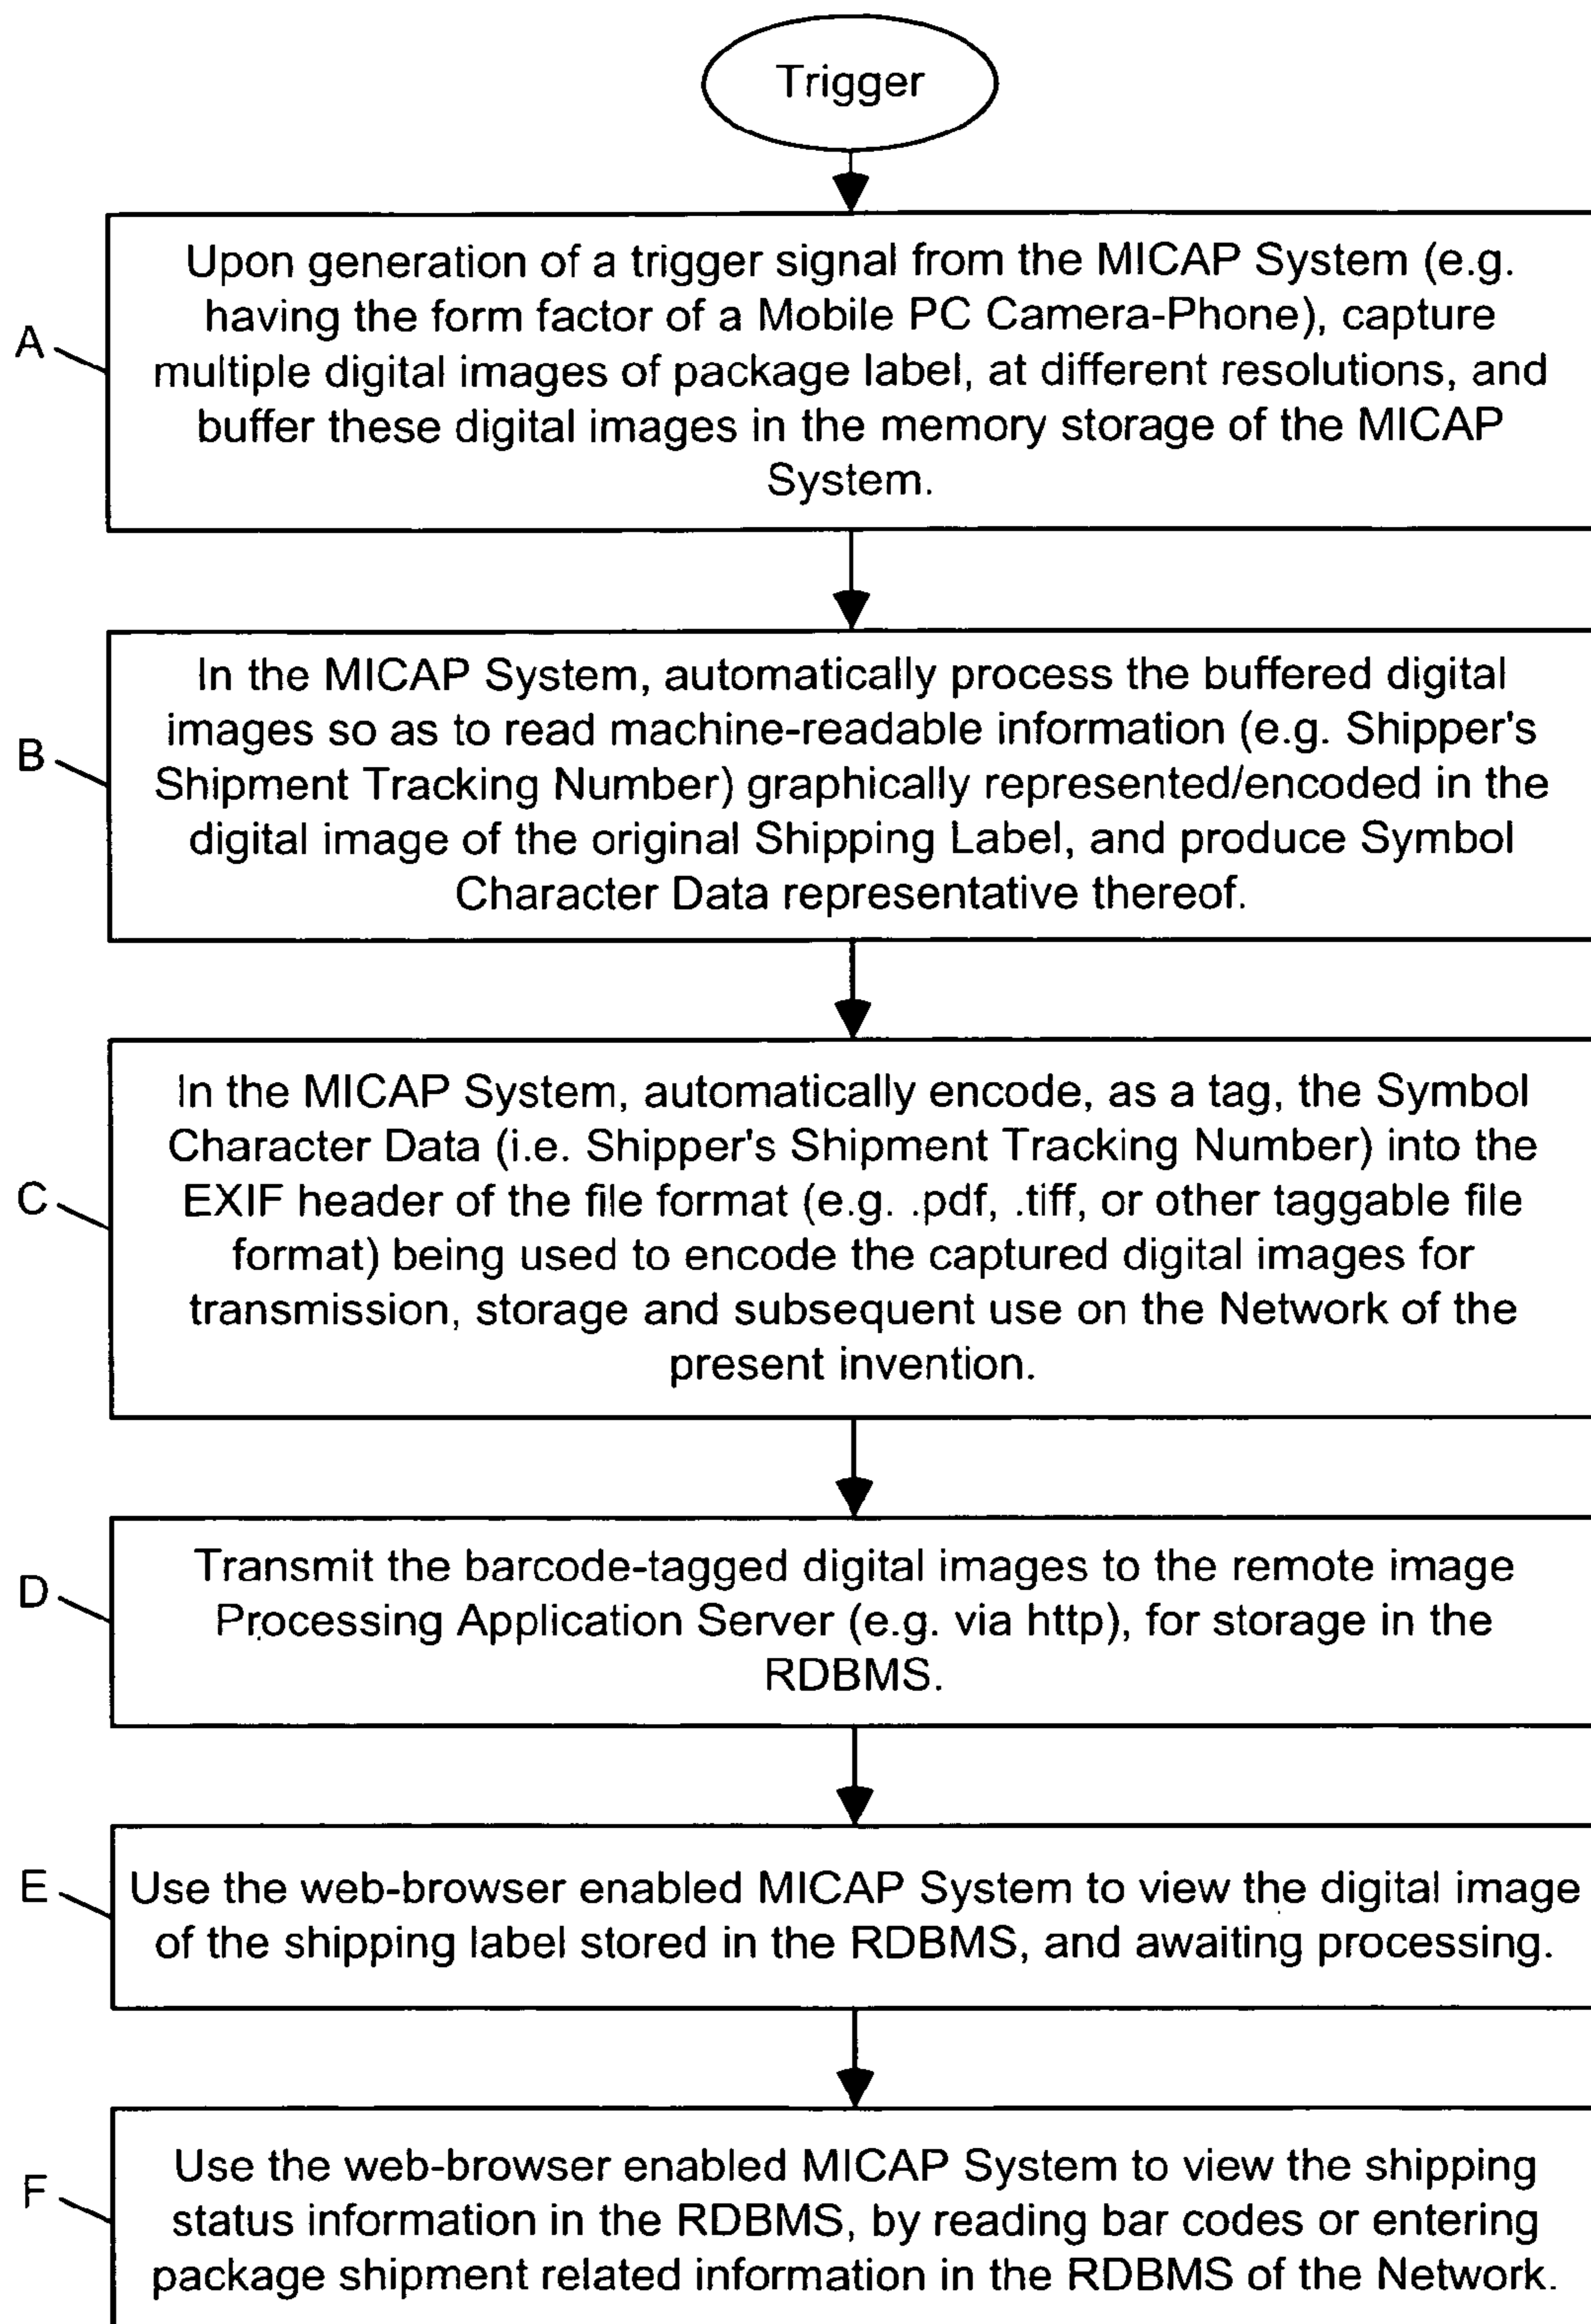 Trigger
A
Upon generation of a trigger signal from the MICAP System (e.g.
having the form factor of a Mobile PC Camera-Phone), capture
multiple digital images of package label, at different resolutions, and
buffer these digital images in the memory storage of the MICAP
System.
B
In the MICAP System, automatically process the buffered digital
images so as to read machine-readable information (e.g. Shipper's
Shipment Tracking Number) graphically represented/encoded in the
digital image of the original Shipping Label, and produce Symbol
Character Data representative thereof.
C
In the MICAP System, automatically encode, as a tag, the Symbol
Character Data (i.e. Shipper's Shipment Tracking Number) into the
EXIF header of the file format (e.g. .pdf, .tiff, or other taggable file
format) being used to encode the captured digital images for
transmission, storage and subsequent use on the Network of the
present invention.
D
Transmit the barcode-tagged digital images to the remote image
Processing Application Server (e.g. via http), for storage in the
RDBMS.
E
Use the web-browser enabled MICAP System to view the digital image
of the shipping label stored in the RDBMS, and awaiting processing.
F
Use the web-browser enabled MICAP System to view the shipping
status information in the RDBMS, by reading bar codes or entering
package shipment related information in the RDBMS of the Network.